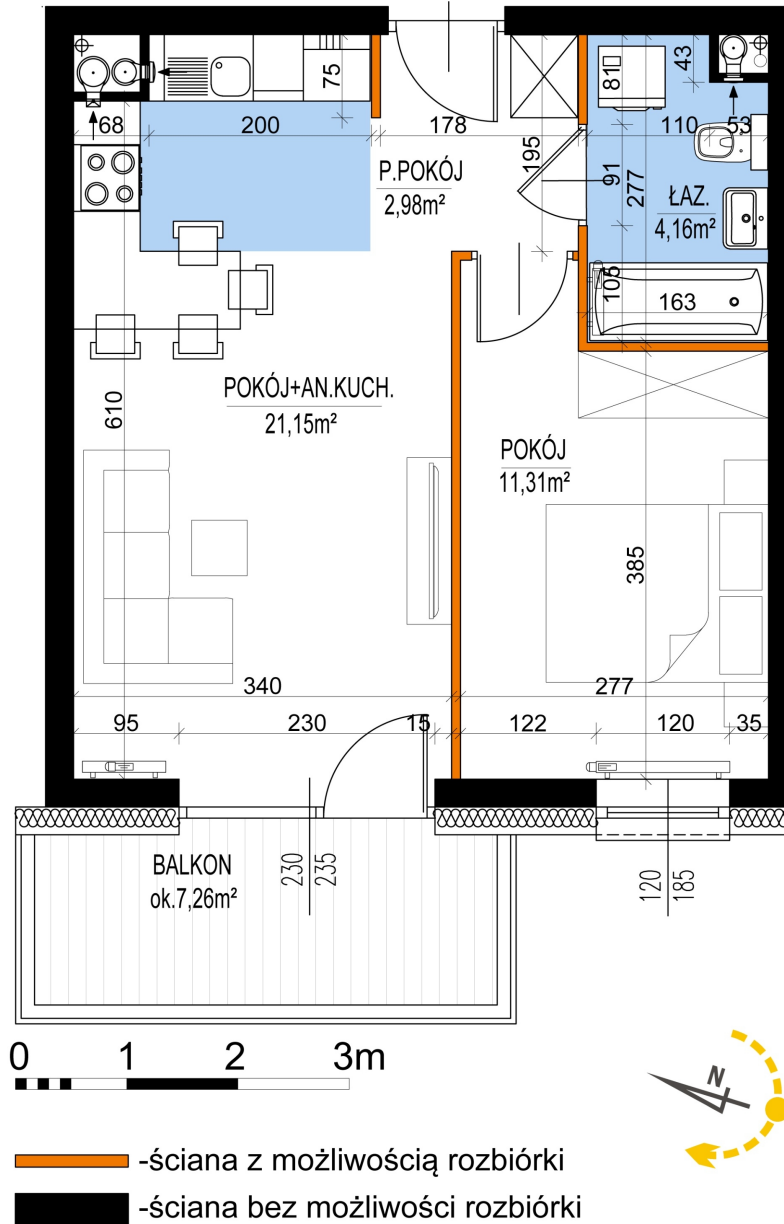 75
81
43
68
200
178
195
110
53
91
277
P.POKÓJ
2,98m²
ŁAZ.
4,16m²
105
163
610
POKÓJ+AN.KUCH.
21,15m²
POKÓJ
11,31m²
385
340
277
95
230
15
122
120
35
BALKON
ok.7,26m²
230
235
120
185
0 1 2 3m
N
-ściana z możliwością rozbiórki
-ściana bez możliwości rozbiórki